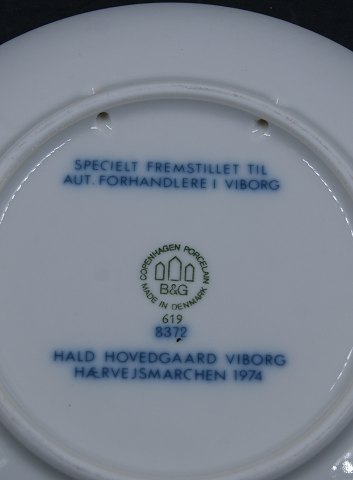 SPECIELT FREMSTILLET TIL
AUT. FORHANDLERE I VIBORG
COPENHAGEN PORCELAIN
B&G
MADE IN DENMARK
619
8372
HALD HOVEDGAARD VIBORG
HÆRVEJSMARCHEN 1974